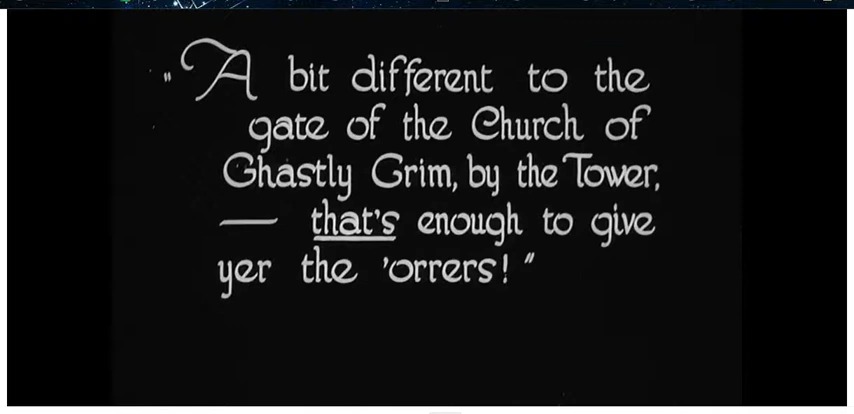 "A bit different to the
gate of the Church of
Ghastly Grim, by the Tower,
— that's enough to give
yer the 'orrers!"